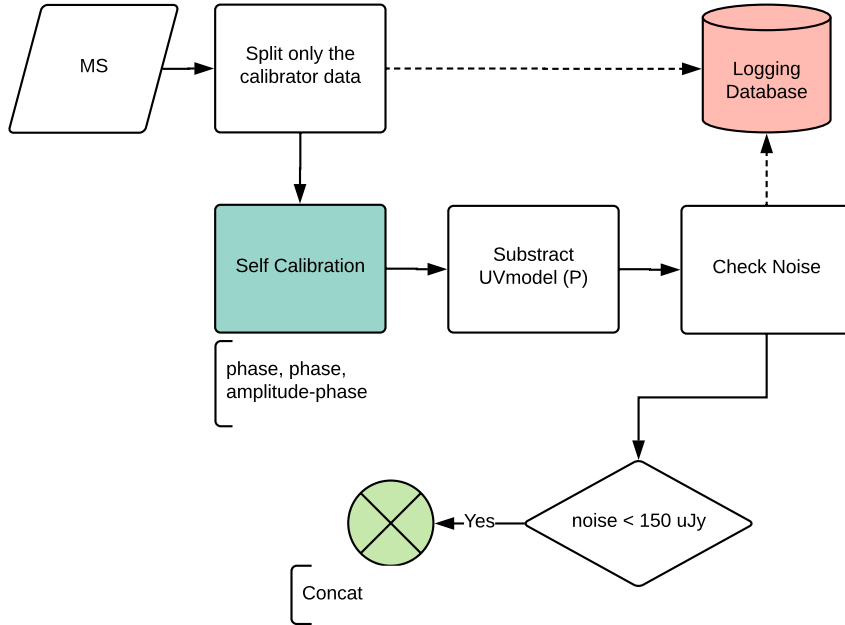 MS
Split only the
calibrator data
Logging
Database
Self Calibration
Substract
UVmodel (P)
Check Noise
phase, phase,
amplitude-phase
noise < 150 uJy
Yes
Concat